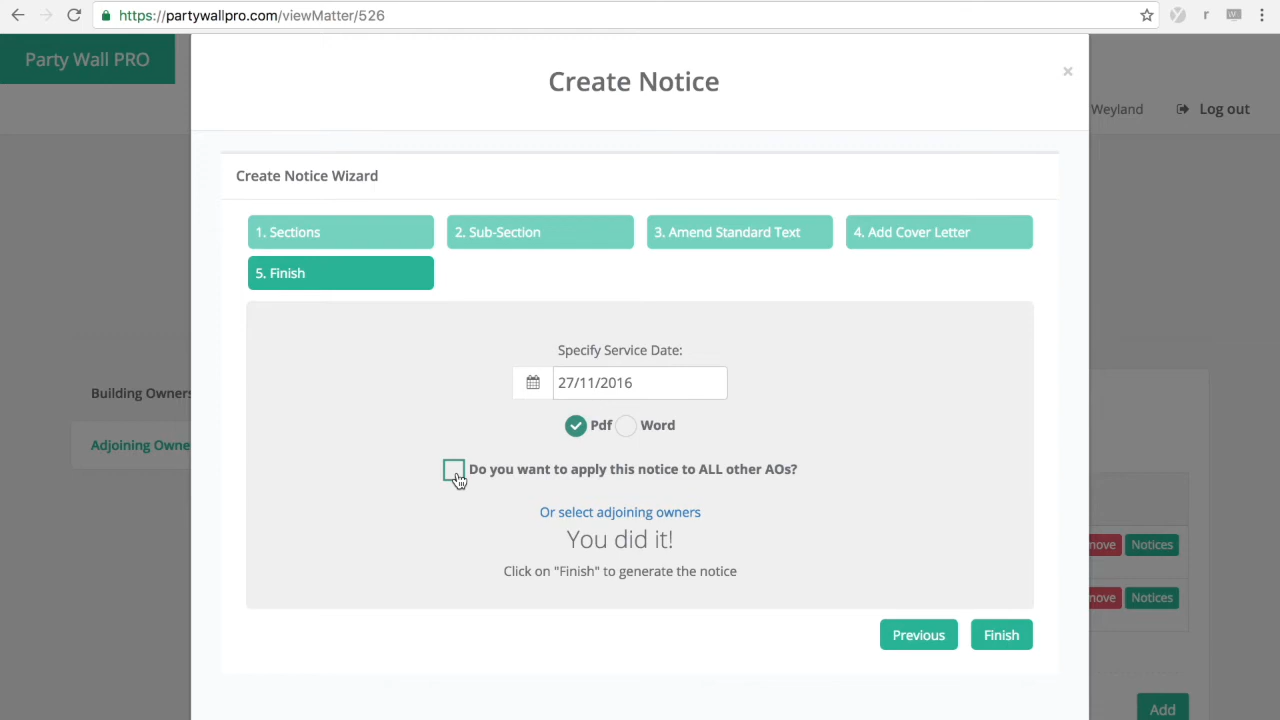 https://partywallpro.com/viewMatter/526
Party Wall PRO
Create Notice
×
Weyland
Log out
Create Notice Wizard
1. Sections
2. Sub-Section
3. Amend Standard Text
4. Add Cover Letter
5. Finish
Specify Service Date:
27/11/2016
Pdf
Word
Do you want to apply this notice to ALL other AOs?
Or select adjoining owners
You did it!
Click on "Finish" to generate the notice
Previous
Finish
Building Owners
Adjoining Owne
nove
Notices
nove
Notices
Add